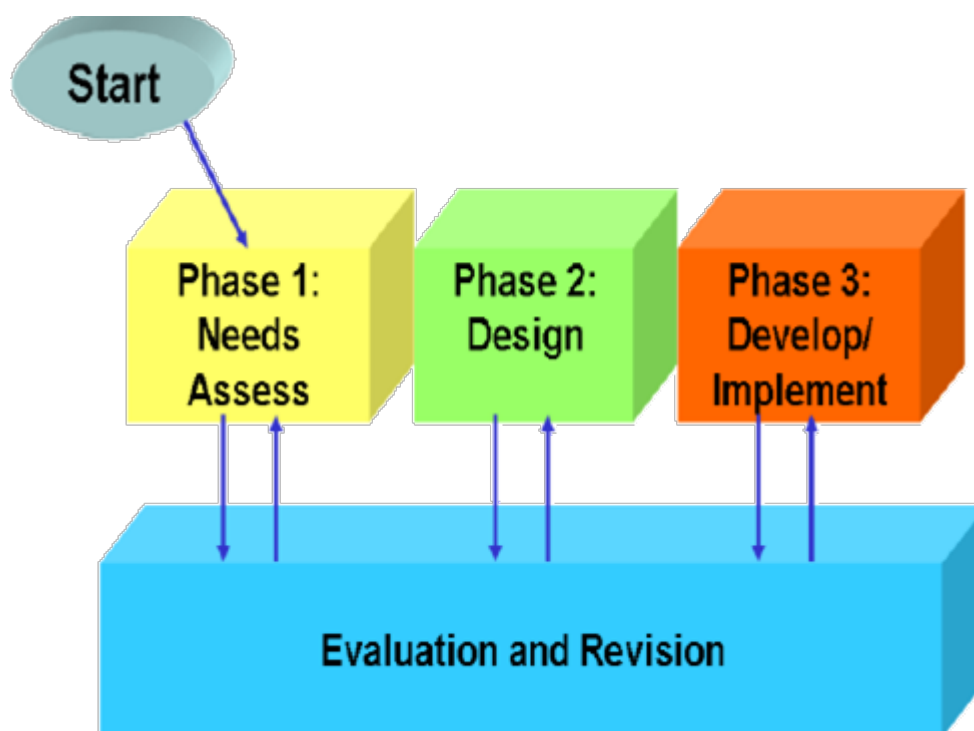 Start
Phase 1:
Needs
Assess
Phase 2:
Design
Phase 3:
Develop/
Implement
Evaluation and Revision